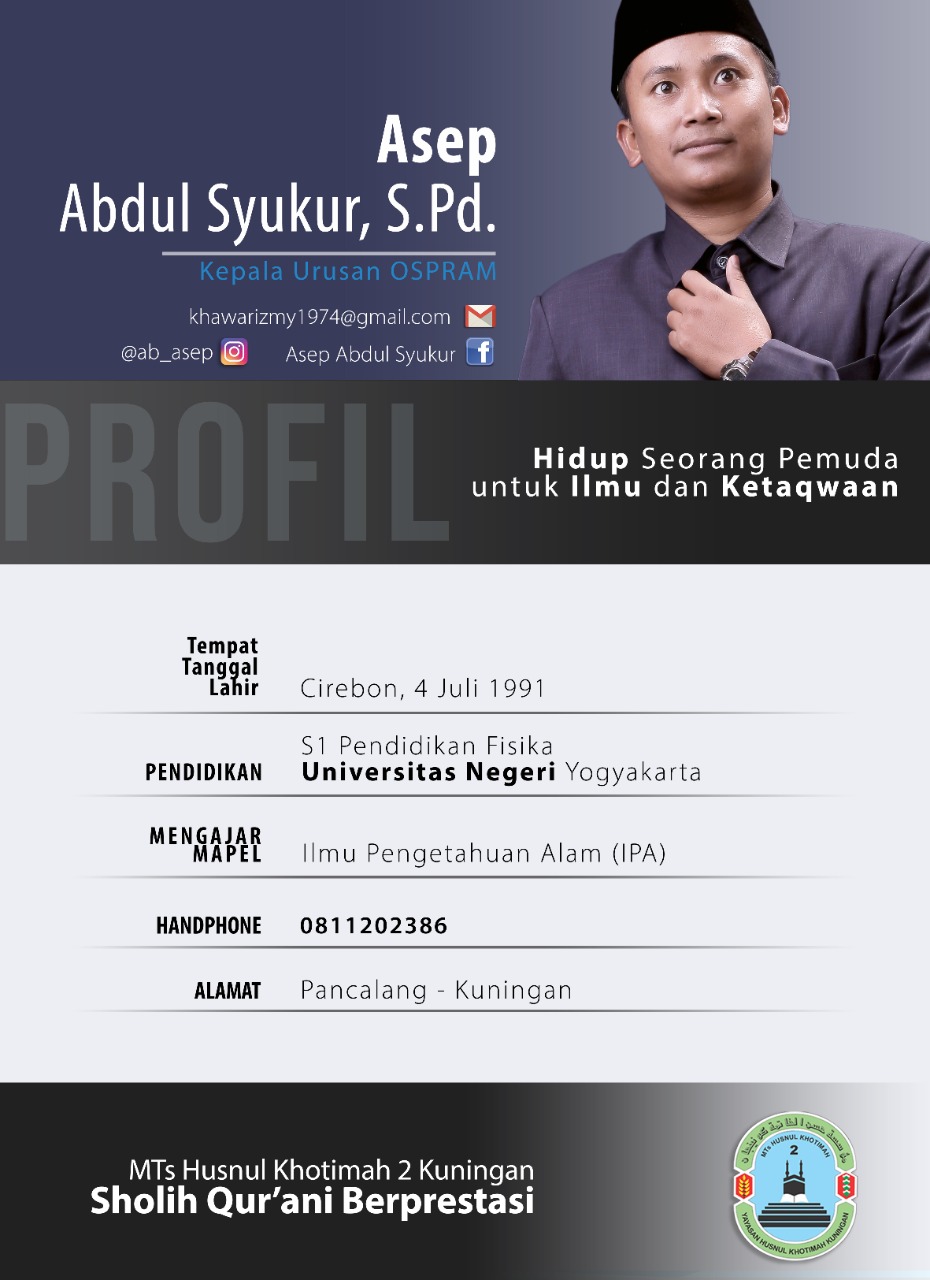 Asep
Abdul Syukur, S.Pd.
Kepala Urusan OSPRAM
khawarizmy1974@gmail.com
@ab_asep
Asep Abdul Syukur
PROFIL
Hidup Seorang Pemuda
untuk Ilmu dan Ketaqwaan
Tempat
Tanggal
Lahir
Cirebon, 4 Juli 1991
PENDIDIKAN
S1 Pendidikan Fisika
Universitas Negeri Yogyakarta
MENGAJAR
MAPEL
Ilmu Pengetahuan Alam (IPA)
HANDPHONE
0811202386
ALAMAT
Pancalang - Kuningan
MTs Husnul Khotimah 2 Kuningan
Sholih Qur'ani Berprestasi
MTs HUSNUL KHOTIMAH
2
YAYASAN HUSNUL KHOTIMAH KUNINGAN